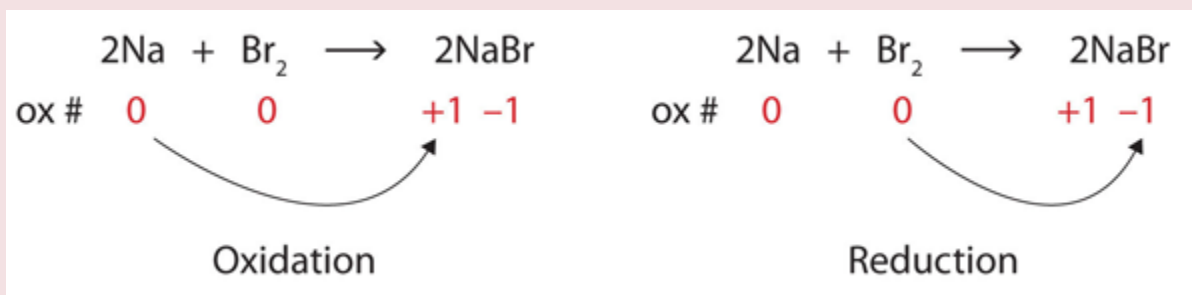 2Na + Br₂ ⟶ 2NaBr
ox # 0 0 +1 –1
Oxidation
2Na + Br₂ ⟶ 2NaBr
ox # 0 0 +1 –1
Reduction